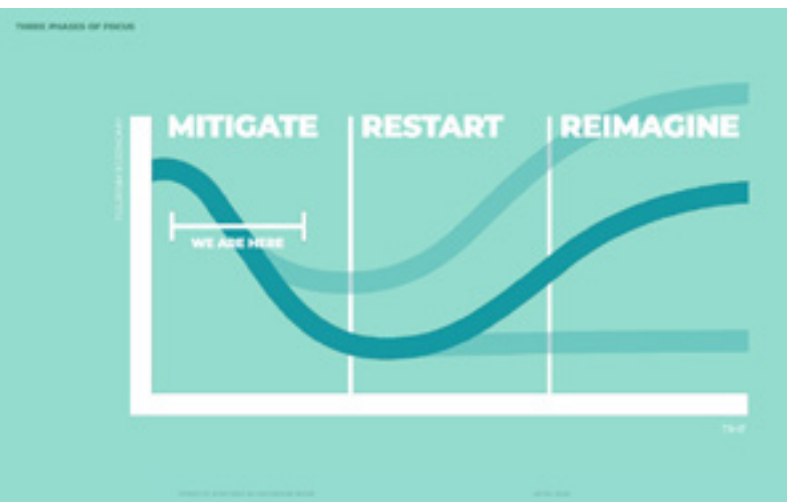 THREE PHASES OF FOCUS
MITIGATE
RESTART
REIMAGINE
WE ARE HERE
TIME